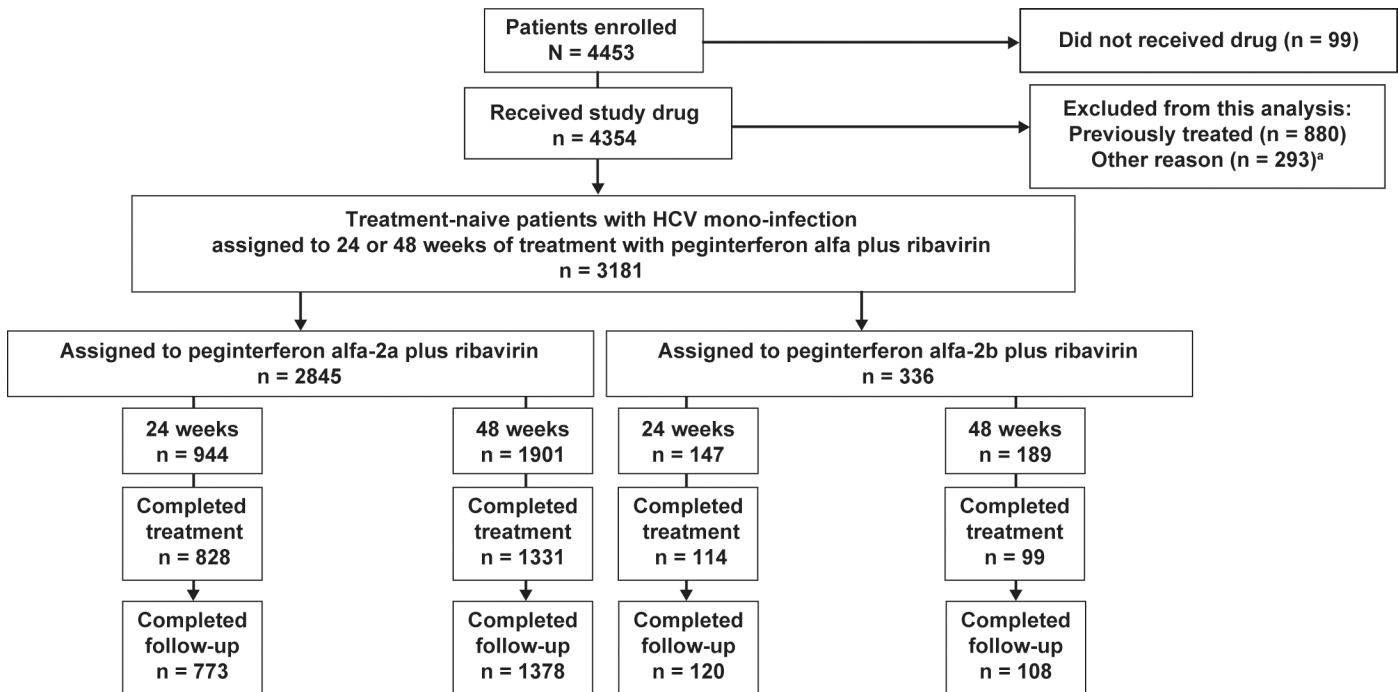 Patients enrolled
N = 4453
Did not received drug (n = 99)
Received study drug
n = 4354
Excluded from this analysis:
Previously treated (n = 880)
Other reason (n = 293)ᵃ
Treatment-naive patients with HCV mono-infection
assigned to 24 or 48 weeks of treatment with peginterferon alfa plus ribavirin
n = 3181
Assigned to peginterferon alfa-2a plus ribavirin
n = 2845
Assigned to peginterferon alfa-2b plus ribavirin
n = 336
24 weeks
n = 944
48 weeks
n = 1901
24 weeks
n = 147
48 weeks
n = 189
Completed
treatment
n = 828
Completed
treatment
n = 1331
Completed
treatment
n = 114
Completed
treatment
n = 99
Completed
follow-up
n = 773
Completed
follow-up
n = 1378
Completed
follow-up
n = 120
Completed
follow-up
n = 108